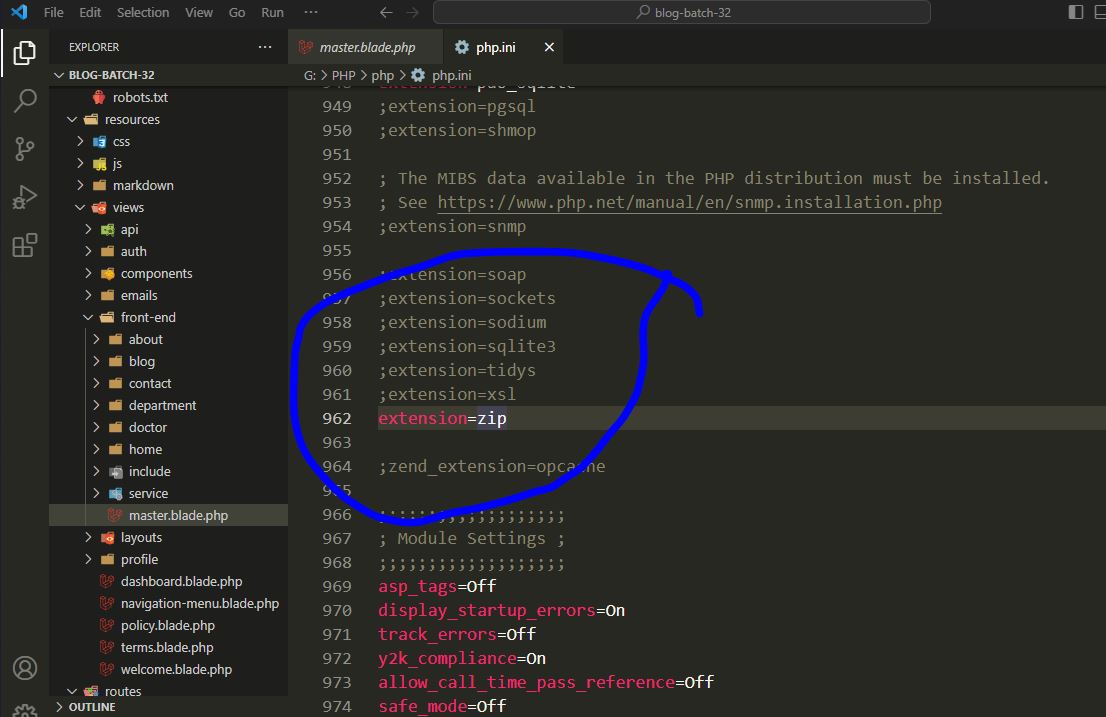 File Edit Selection View Go Run ··· blog-batch-32
EXPLORER ···
BLOG-BATCH-32
robots.txt
resources
css
js
markdown
views
api
auth
components
emails
front-end
about
blog
contact
department
doctor
home
include
service
master.blade.php
layouts
profile
dashboard.blade.php
navigation-menu.blade.php
policy.blade.php
terms.blade.php
welcome.blade.php
routes
OUTLINE
master.blade.php php.ini
G: > PHP > php > php.ini
949 ;extension=pgsql
950 ;extension=shmop
951
952 ; The MIBS data available in the PHP distribution must be installed.
953 ; See https://www.php.net/manual/en/snmp.installation.php
954 ;extension=snmp
955
956 ;extension=soap
957 ;extension=sockets
958 ;extension=sodium
959 ;extension=sqlite3
960 ;extension=tidys
961 ;extension=xsl
962 extension=zip
963
964 ;zend_extension=opcache
965
966 ;;;;;;;;;;;;;;;;;;;
967 ; Module Settings ;
968 ;;;;;;;;;;;;;;;;;;;
969 asp_tags=Off
970 display_startup_errors=On
971 track_errors=Off
972 y2k_compliance=On
973 allow_call_time_pass_reference=Off
974 safe_mode=Off